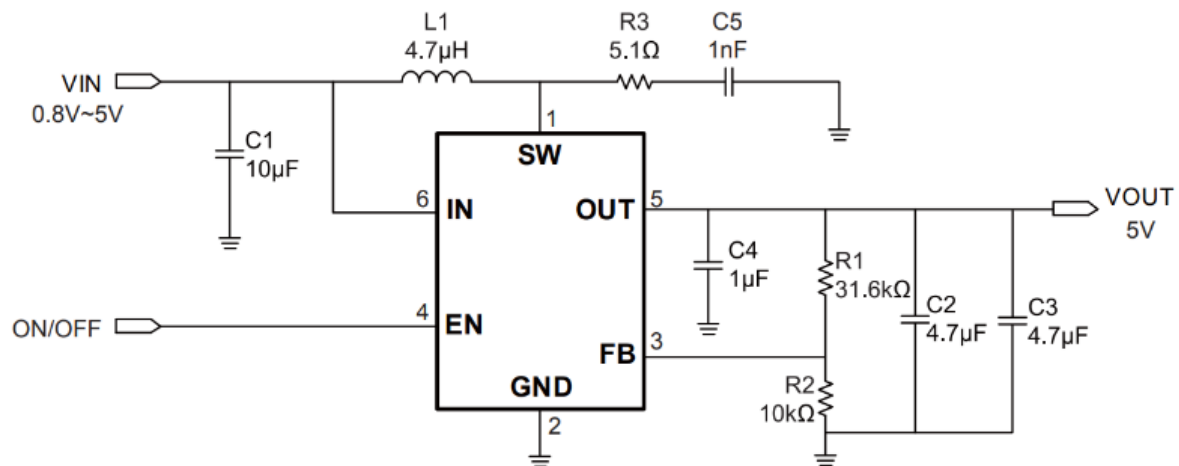 L1
4.7µH
R3
5.1Ω
C5
1nF
VIN
0.8V~5V
C1
10µF
1
SW
6
IN
OUT
5
VOUT
5V
C4
1µF
R1
31.6kΩ
C2
4.7µF
C3
4.7µF
ON/OFF
4
EN
FB
3
GND
2
R2
10kΩ